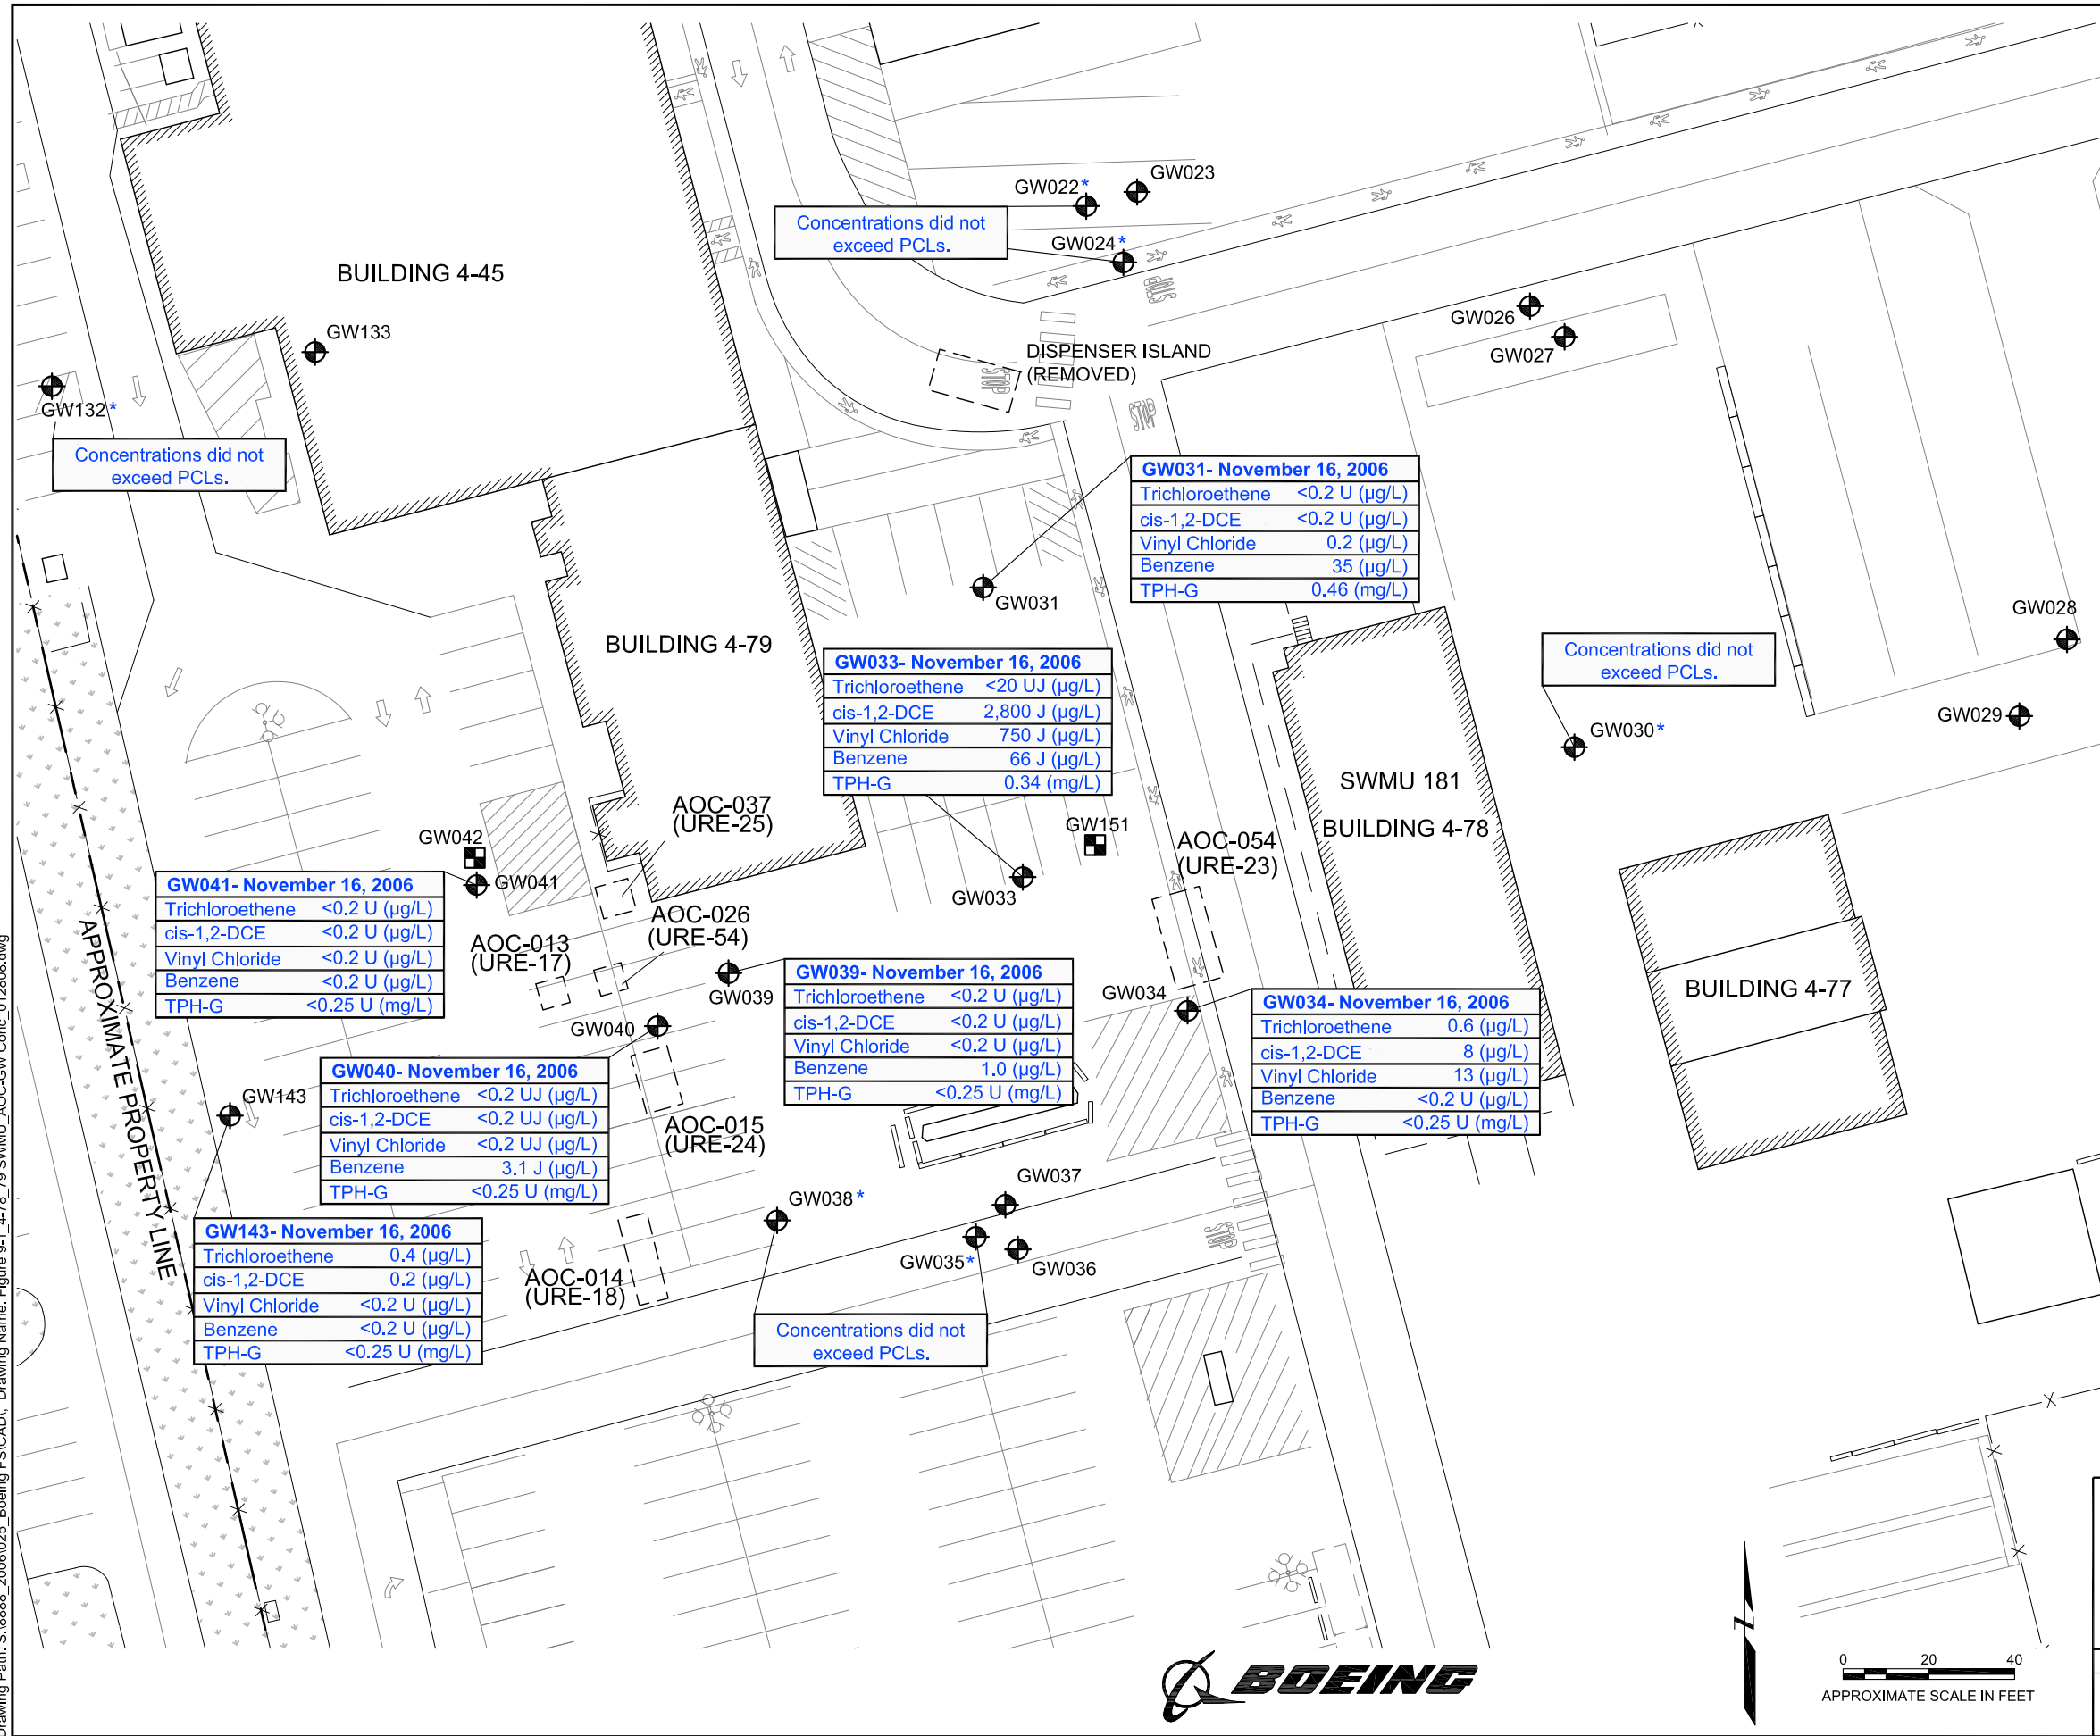 BUILDING 4-45
GW022*
GW023
Concentrations did not
exceed PCLs.
GW024*
STOP
GW133
GW026
GW027
DISPENSER ISLAND
(REMOVED)
STOP
STOP
GW132*
Concentrations did not
exceed PCLs.
GW031- November 16, 2006
Trichloroethene <0.2 U (µg/L)
cis-1,2-DCE <0.2 U (µg/L)
Vinyl Chloride 0.2 (µg/L)
Benzene 35 (µg/L)
TPH-G 0.46 (mg/L)
GW031
GW028
BUILDING 4-79
GW033- November 16, 2006
Trichloroethene <20 UJ (µg/L)
cis-1,2-DCE 2,800 J (µg/L)
Vinyl Chloride 750 J (µg/L)
Benzene 66 J (µg/L)
TPH-G 0.34 (mg/L)
Concentrations did not
exceed PCLs.
GW029
GW030*
SWMU 181
BUILDING 4-78
AOC-037
(URE-25)
GW151
AOC-054
(URE-23)
GW042
GW041
GW033
GW041- November 16, 2006
Trichloroethene <0.2 U (µg/L)
cis-1,2-DCE <0.2 U (µg/L)
Vinyl Chloride <0.2 U (µg/L)
Benzene <0.2 U (µg/L)
TPH-G <0.25 U (mg/L)
AOC-026
(URE-54)
AOC-013
(URE-17)
GW039
GW039- November 16, 2006
Trichloroethene <0.2 U (µg/L)
cis-1,2-DCE <0.2 U (µg/L)
Vinyl Chloride <0.2 U (µg/L)
Benzene 1.0 (µg/L)
TPH-G <0.25 U (mg/L)
GW034
GW034- November 16, 2006
Trichloroethene 0.6 (µg/L)
cis-1,2-DCE 8 (µg/L)
Vinyl Chloride 13 (µg/L)
Benzene <0.2 U (µg/L)
TPH-G <0.25 U (mg/L)
BUILDING 4-77
GW040
GW040- November 16, 2006
Trichloroethene <0.2 UJ (µg/L)
cis-1,2-DCE <0.2 UJ (µg/L)
Vinyl Chloride <0.2 UJ (µg/L)
Benzene 3.1 J (µg/L)
TPH-G <0.25 U (mg/L)
APPROXIMATE PROPERTY LINE
GW143
AOC-015
(URE-24)
GW037
GW038*
GW143- November 16, 2006
Trichloroethene 0.4 (µg/L)
cis-1,2-DCE 0.2 (µg/L)
Vinyl Chloride <0.2 U (µg/L)
Benzene <0.2 U (µg/L)
TPH-G <0.25 U (mg/L)
STOP
GW035*
GW036
AOC-014
(URE-18)
Concentrations did not
exceed PCLs.
BOEING
N
0 20 40
APPROXIMATE SCALE IN FEET